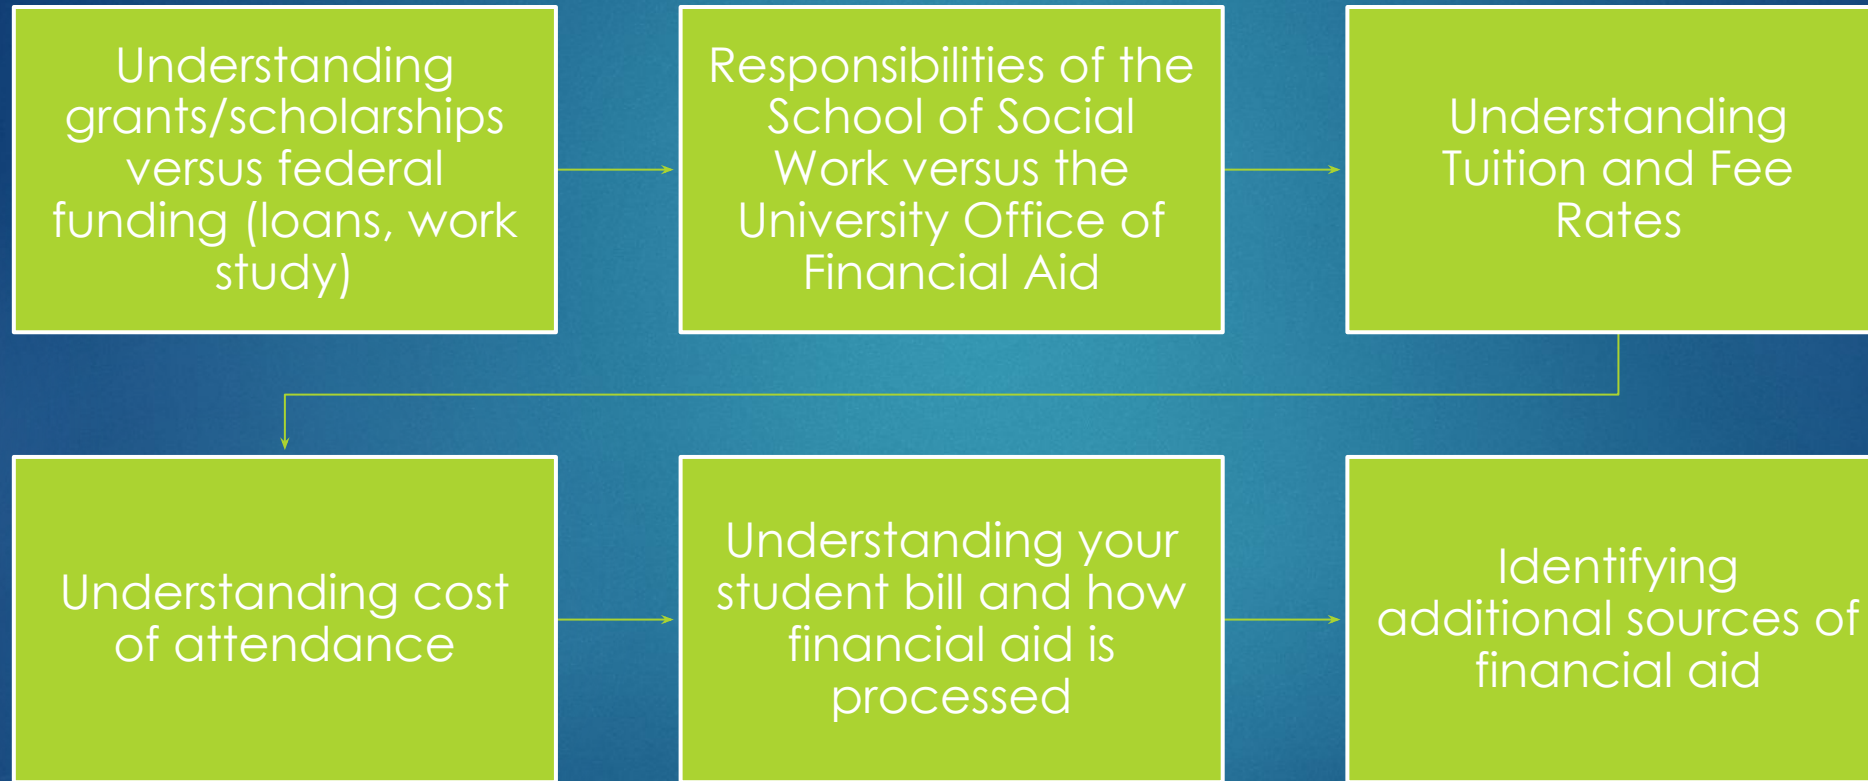 Understanding
grants/scholarships
versus federal
funding (loans, work
study)
Responsibilities of the
School of Social
Work versus the
University Office of
Financial Aid
Understanding
Tuition and Fee
Rates
Understanding cost
of attendance
Understanding your
student bill and how
financial aid is
processed
Identifying
additional sources of
financial aid